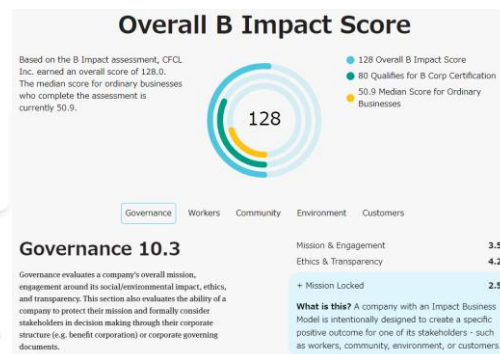 Overall B Impact Score
Based on the B Impact assessment, CFCL
Inc. earned an overall score of 128.0.
The median score for ordinary businesses
who complete the assessment is
currently 50.9.
128
128 Overall B Impact Score
80 Qualifies for B Corp Certification
50.9 Median Score for Ordinary
Businesses
Governance Workers Community Environment Customers
Governance 10.3
Governance evaluates a company's overall mission,
engagement around its social/environmental impact, ethics,
and transparency. This section also evaluates the ability of a
company to protect their mission and formally consider
stakeholders in decision making through their corporate
structure (e.g. benefit corporation) or corporate governing
documents.
Mission & Engagement 3.5
Ethics & Transparency 4.2
+ Mission Locked 2.5
What is this? A company with an Impact Business
Model is intentionally designed to create a specific
positive outcome for one of its stakeholders - such
as workers, community, environment, or customers.